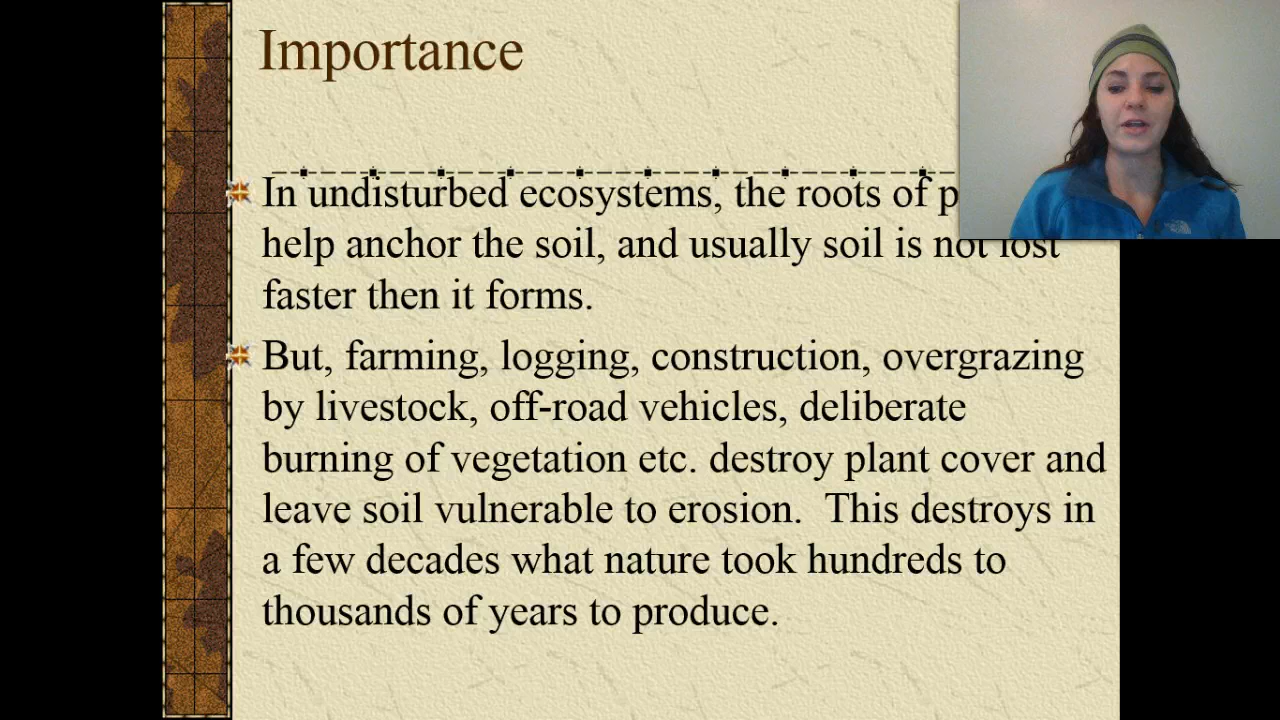 Importance
In undisturbed ecosystems, the roots of
help anchor the soil, and usually soil is not lost
faster then it forms.
But, farming, logging, construction, overgrazing
by livestock, off-road vehicles, deliberate
burning of vegetation etc. destroy plant cover and
leave soil vulnerable to erosion.  This destroys in
a few decades what nature took hundreds to
thousands of years to produce.